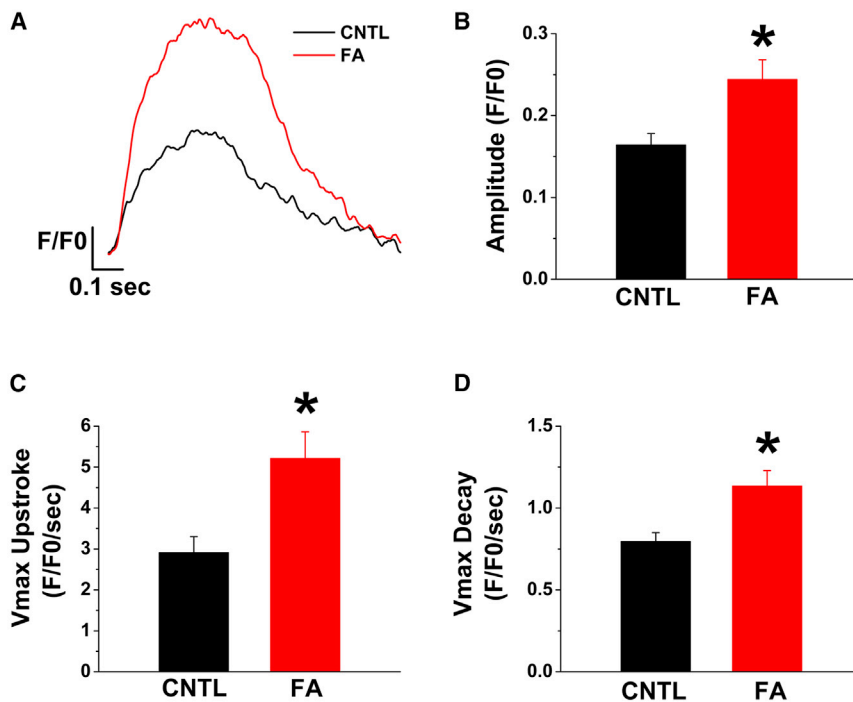 A
CNTL
FA
F/F0
0.1 sec
B
Amplitude (F/F0)
0.3
0.2
0.1
0.0
*
CNTL
FA
C
Vmax Upstroke
(F/F0/sec)
6
5
4
3
2
1
0
*
CNTL
FA
D
Vmax Decay
(F/F0/sec)
1.5
1.0
0.5
0.0
*
CNTL
FA